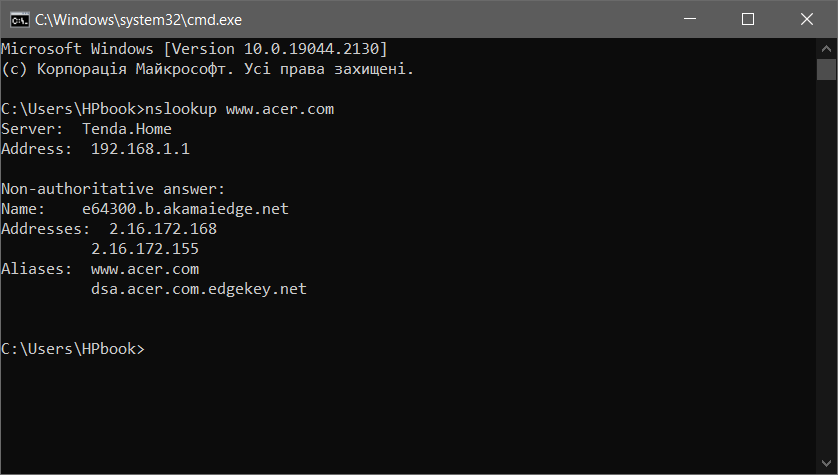 C:\Windows\system32\cmd.exe
Microsoft Windows [Version 10.0.19044.2130]
(c) Корпорація Майкрософт. Усі права захищені.
C:\Users\HPbook>nslookup www.acer.com
Server:  Tenda.Home
Address:  192.168.1.1
Non-authoritative answer:
Name:    e64300.b.akamaiedge.net
Addresses:  2.16.172.168
2.16.172.155
Aliases:  www.acer.com
dsa.acer.com.edgekey.net
C:\Users\HPbook>